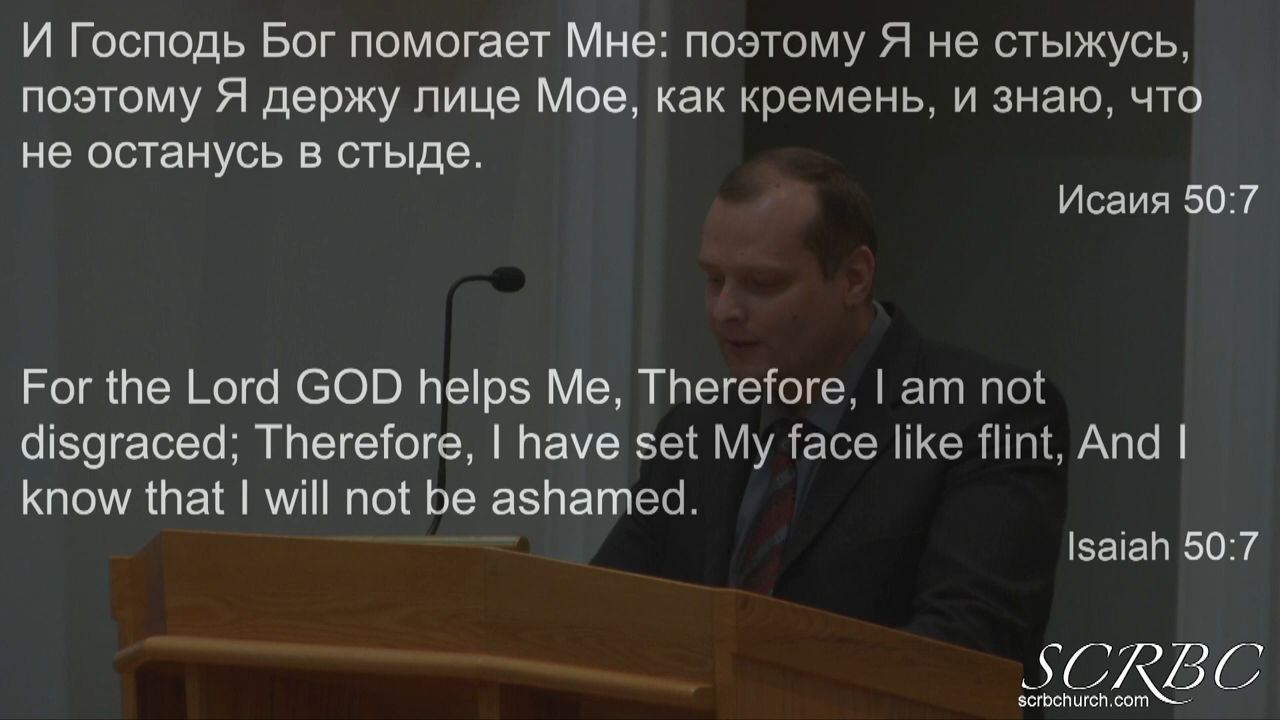 И Господь Бог помогает Мне: поэтому Я не стыжусь,
поэтому Я держу лице Мое, как кремень, и знаю, что
не останусь в стыде.
Исаия 50:7
For the Lord GOD helps Me, Therefore, I am not
disgraced; Therefore, I have set My face like flint, And I
know that I will not be ashamed.
Isaiah 50:7
SCRBC
scrbchurch.com